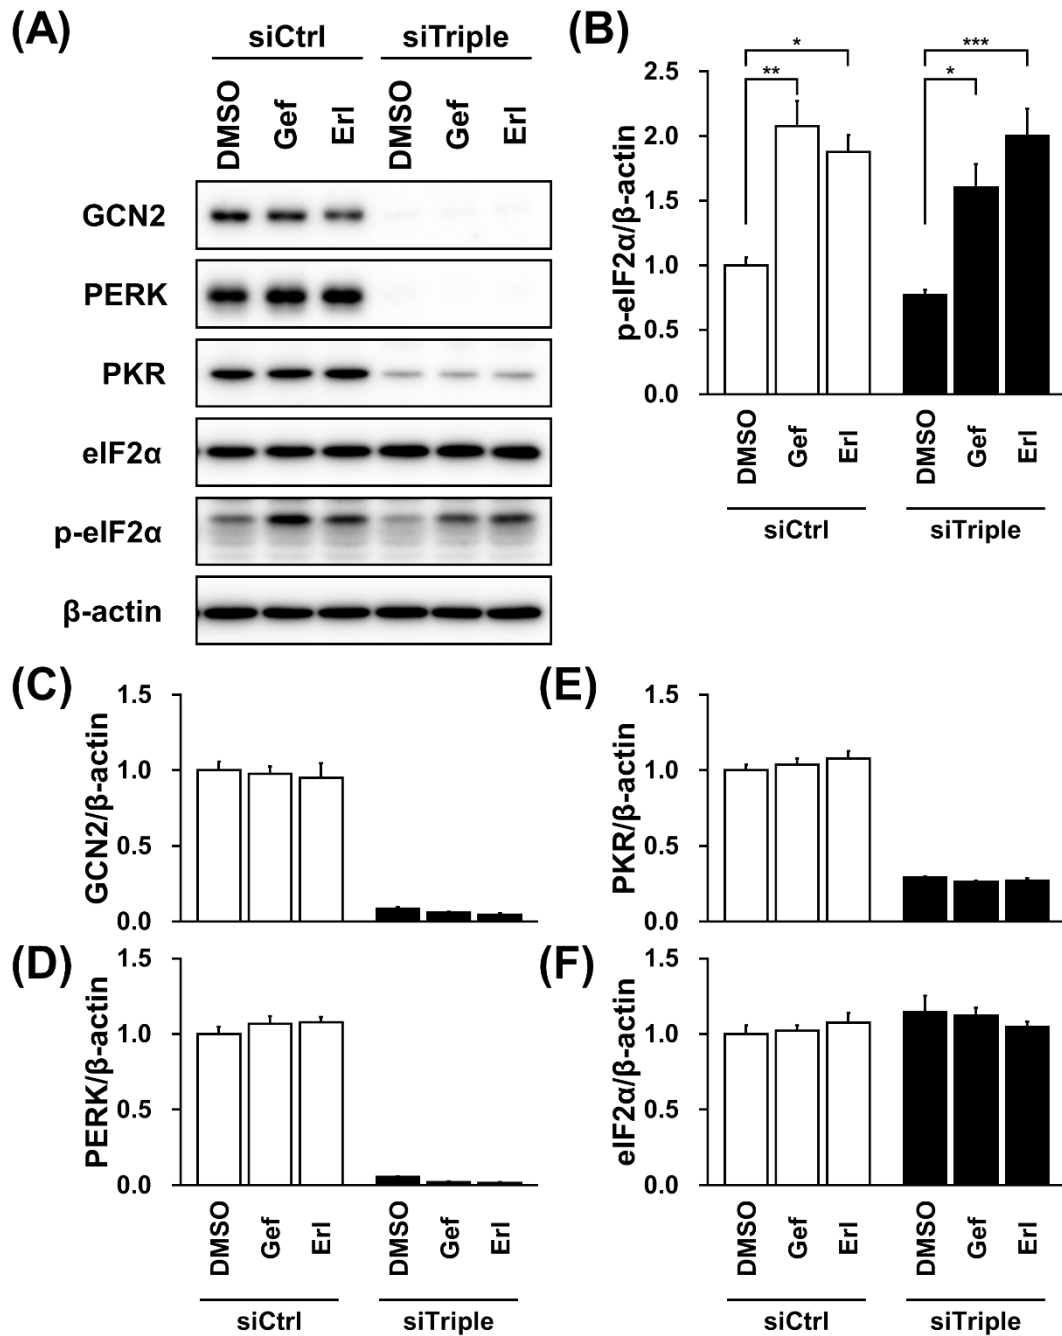 (A)
siCtrl siTriple
DMSO Gef Erl DMSO Gef Erl
GCN2
PERK
PKR
eIF2α
p-eIF2α
β-actin
(B)
* ***
** *
p-eIF2α/β-actin
2.5
2.0
1.5
1.0
0.5
0.0
DMSO Gef Erl DMSO Gef Erl
siCtrl siTriple
(C)
GCN2/β-actin
1.5
1.0
0.5
0.0
(E)
PKR/β-actin
1.5
1.0
0.5
0.0
(D)
PERK/β-actin
1.5
1.0
0.5
0.0
DMSO Gef Erl DMSO Gef Erl
siCtrl siTriple
(F)
eIF2α/β-actin
1.5
1.0
0.5
0.0
DMSO Gef Erl DMSO Gef Erl
siCtrl siTriple